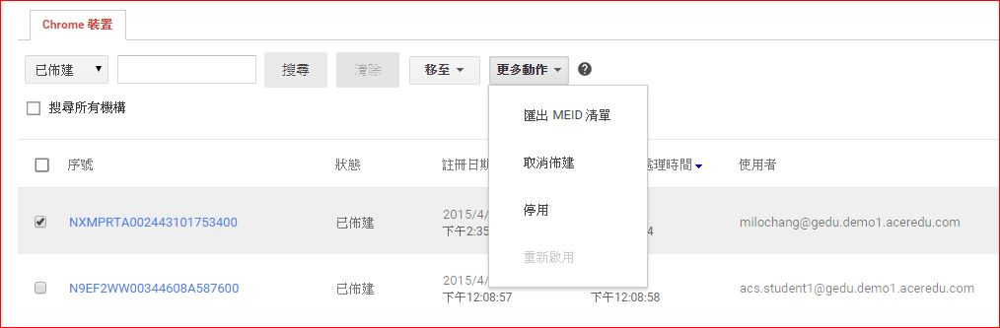 Chrome 裝置
已佈建 搜尋 清除 移至 更多動作
搜尋所有機構
匯出 MEID 清單
取消佈建
停用
重新啟用
序號 狀態 註冊日期 處理時間 使用者
NXMPRTA002443101753400 已佈建 2015/4/ milochang@gedu.demo1.aceredu.com
下午2:35 4
N9EF2WW00344608A587600 已佈建 2015/4/ acs.student1@gedu.demo1.aceredu.com
下午12:08:57 下午12:08:58